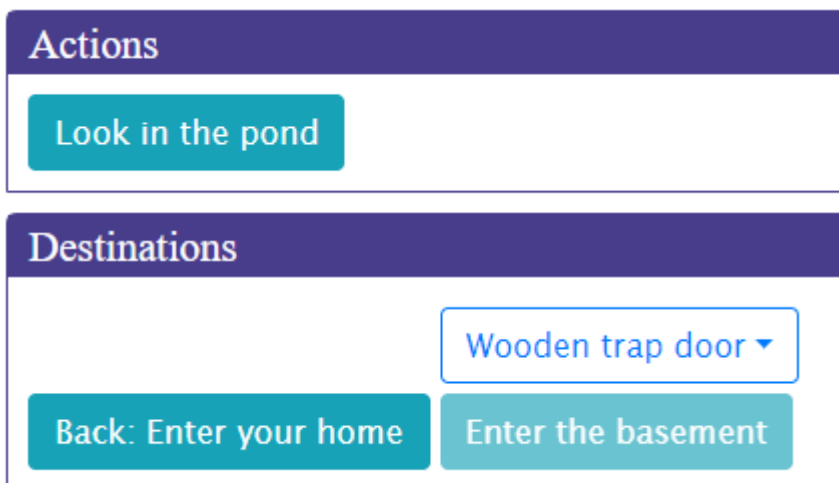 Actions
Look in the pond
Destinations
Wooden trap door
Back: Enter your home
Enter the basement